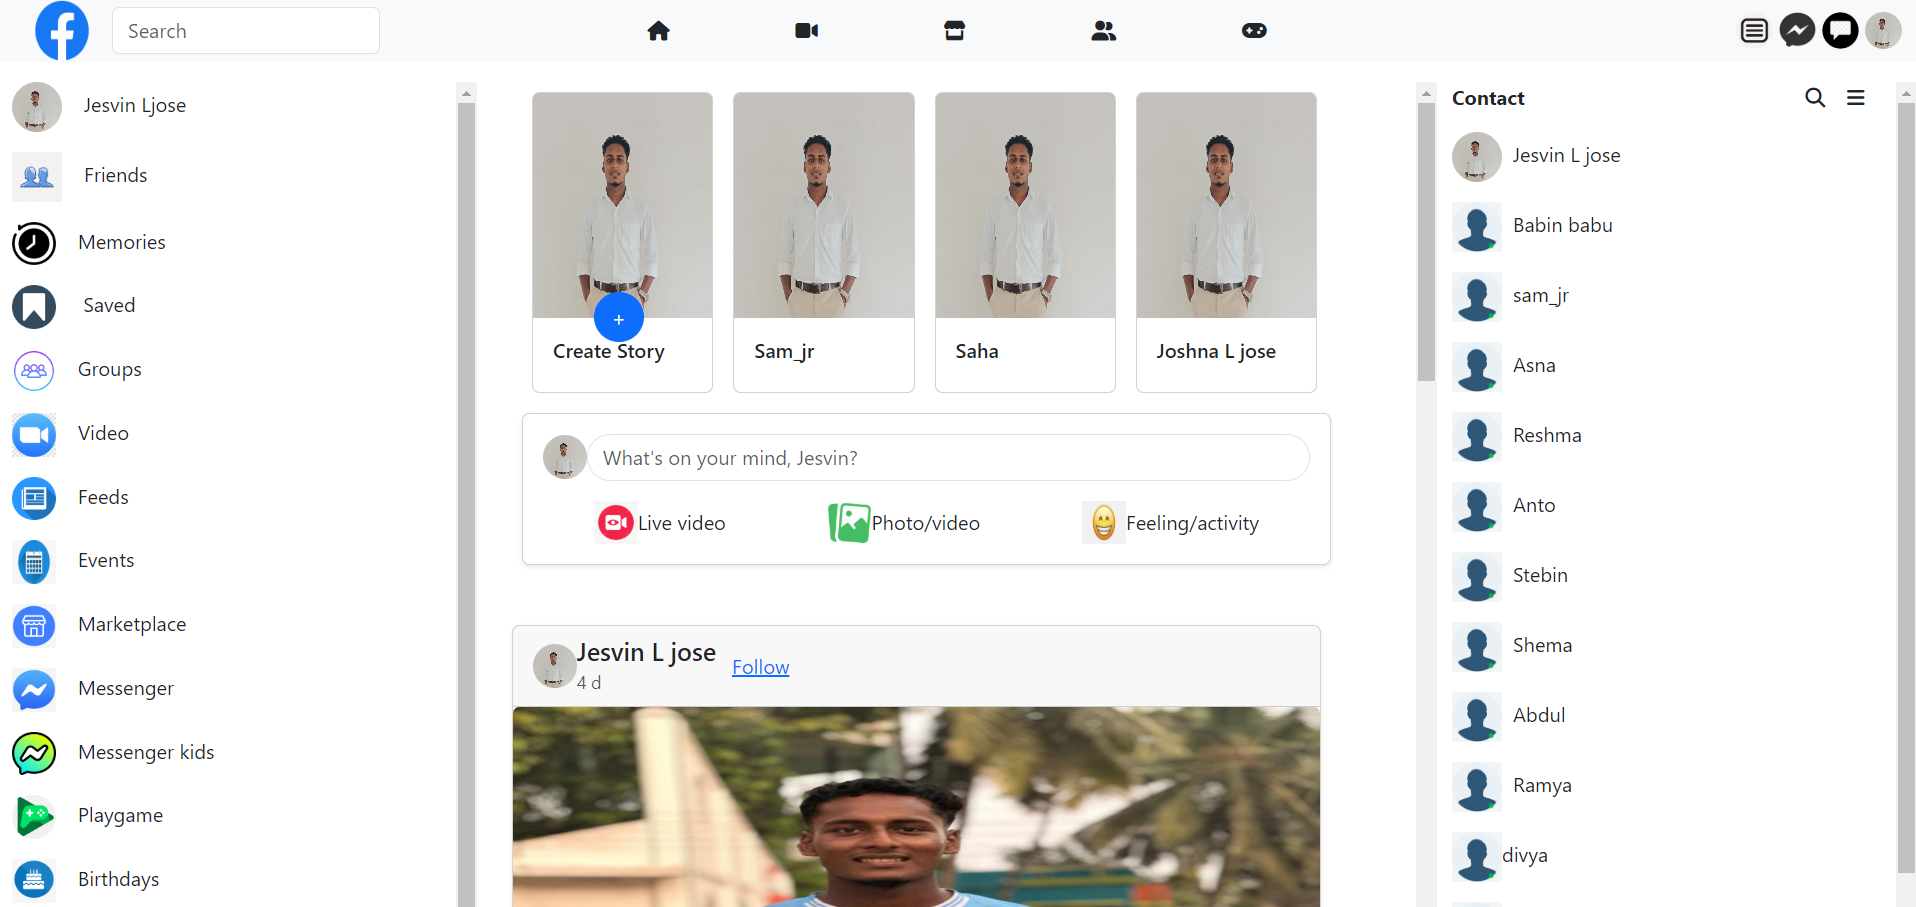 Search
Jesvin Ljose
Friends
Memories
Saved
Groups
Video
Feeds
Events
Marketplace
Messenger
Messenger kids
Playgame
Birthdays
+
Create Story
Sam_jr
Saha
Joshna L jose
What's on your mind, Jesvin?
Live video
Photo/video
Feeling/activity
Jesvin L jose
Follow
4 d
Contact
Jesvin L jose
Babin babu
sam_jr
Asna
Reshma
Anto
Stebin
Shema
Abdul
Ramya
divya